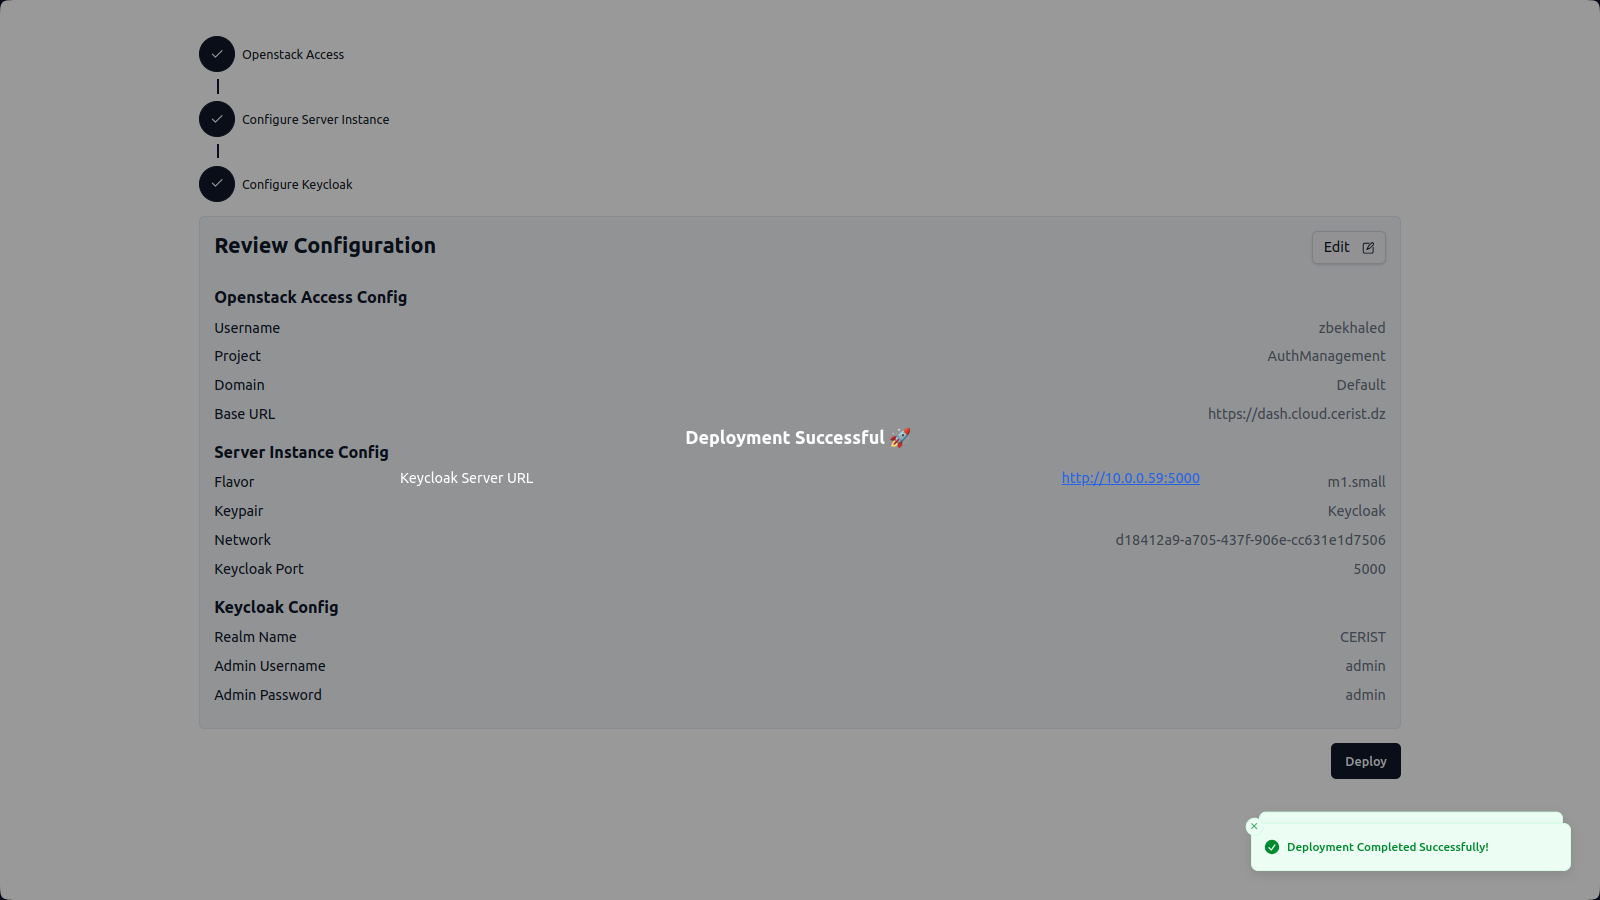 Openstack Access
Configure Server Instance
Configure Keycloak
Review Configuration
Edit
Openstack Access Config
Username zbekhaled
Project AuthManagement
Domain Default
Base URL https://dash.cloud.cerist.dz
Deployment Successful 🚀
Server Instance Config
Keycloak Server URL http://10.0.0.59:5000
Flavor m1.small
Keypair Keycloak
Network d18412a9-a705-437f-906e-cc631e1d7506
Keycloak Port 5000
Keycloak Config
Realm Name CERIST
Admin Username admin
Admin Password admin
Deploy
Deployment Completed Successfully!